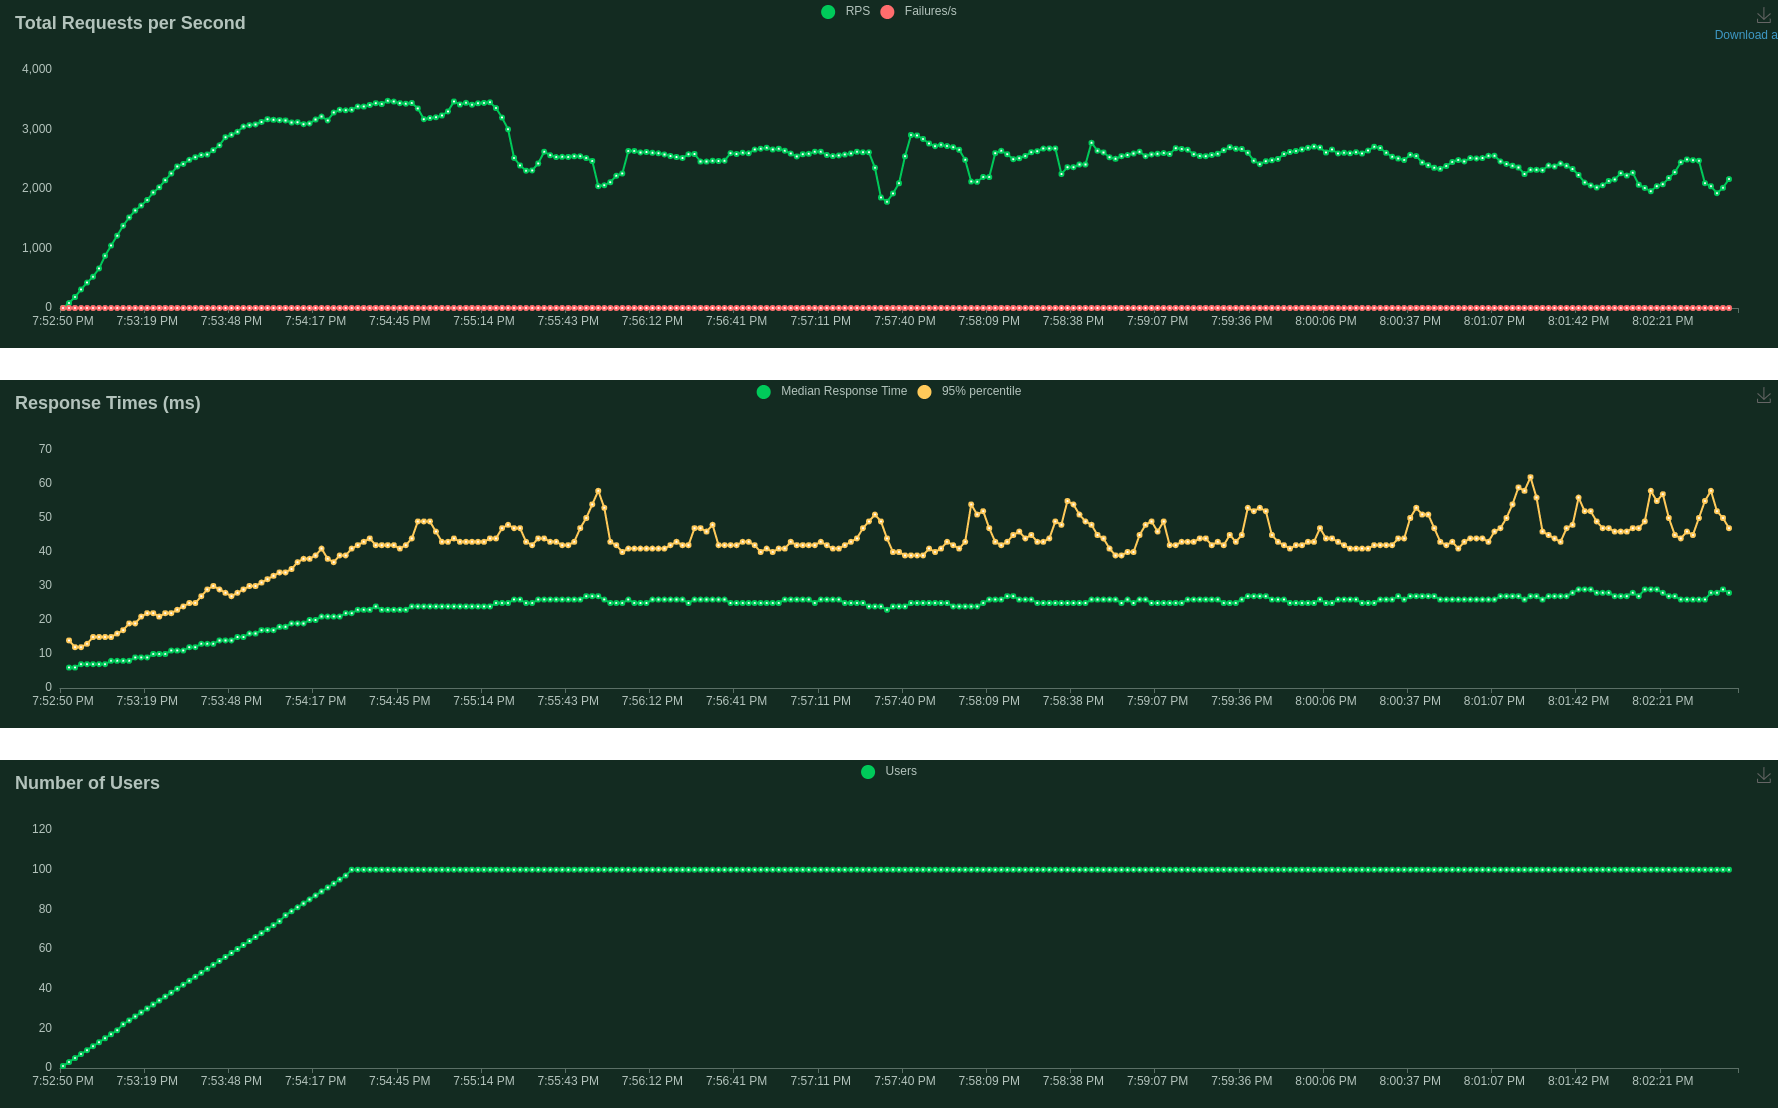 Total Requests per Second
RPS Failures/s
Download a
4,000
3,000
2,000
1,000
0
7:52:50 PM 7:53:19 PM 7:53:48 PM 7:54:17 PM 7:54:45 PM 7:55:14 PM 7:55:43 PM 7:56:12 PM 7:56:41 PM 7:57:11 PM 7:57:40 PM 7:58:09 PM 7:58:38 PM 7:59:07 PM 7:59:36 PM 8:00:06 PM 8:00:37 PM 8:01:07 PM 8:01:42 PM 8:02:21 PM
Response Times (ms)
Median Response Time 95% percentile
70
60
50
40
30
20
10
0
7:52:50 PM 7:53:19 PM 7:53:48 PM 7:54:17 PM 7:54:45 PM 7:55:14 PM 7:55:43 PM 7:56:12 PM 7:56:41 PM 7:57:11 PM 7:57:40 PM 7:58:09 PM 7:58:38 PM 7:59:07 PM 7:59:36 PM 8:00:06 PM 8:00:37 PM 8:01:07 PM 8:01:42 PM 8:02:21 PM
Number of Users
Users
120
100
80
60
40
20
0
7:52:50 PM 7:53:19 PM 7:53:48 PM 7:54:17 PM 7:54:45 PM 7:55:14 PM 7:55:43 PM 7:56:12 PM 7:56:41 PM 7:57:11 PM 7:57:40 PM 7:58:09 PM 7:58:38 PM 7:59:07 PM 7:59:36 PM 8:00:06 PM 8:00:37 PM 8:01:07 PM 8:01:42 PM 8:02:21 PM